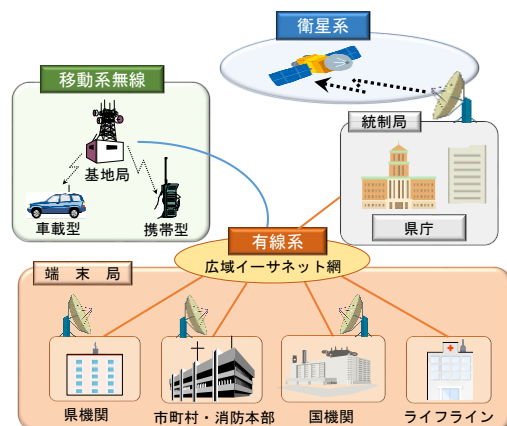 衛星系
移動系無線
基地局
車載型
携帯型
統制局
県庁
有線系
広域イーサネット網
端末局
県機関
市町村・消防本部
国機関
ライフライン